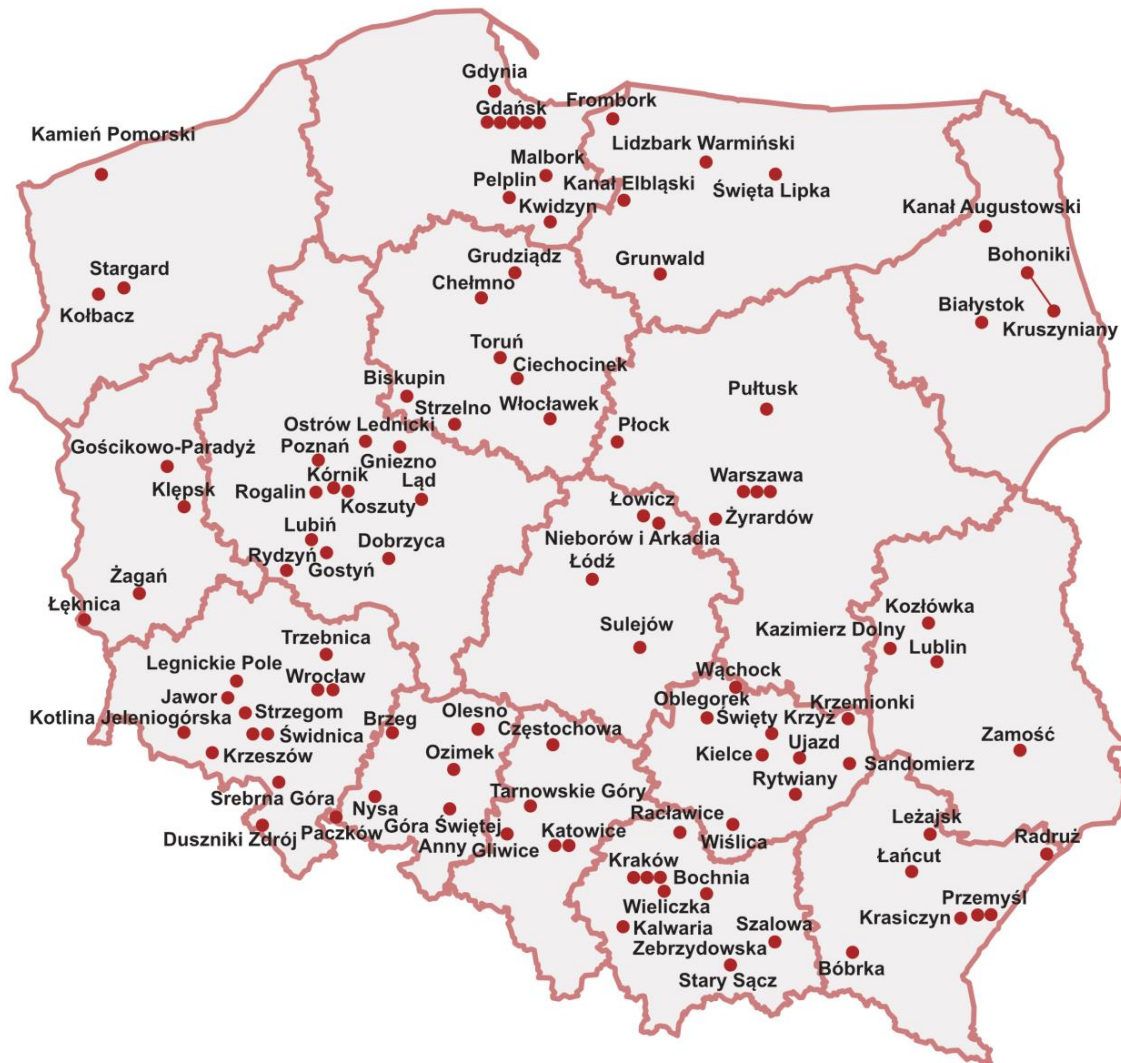 Gdynia
Gdańsk
Frombork
Kamień Pomorski
Lidzbark Warmiński
Malbork
Pelplin
Kanał Elbląski
Święta Lipka
Kwidzyn
Kanał Augustowski
Stargard
Grudziądz
Grunwald
Bohoniki
Chełmno
Kołbacz
Białystok
Kruszyniany
Toruń
Ciechocinek
Biskupin
Pułtusk
Strzelno
Włocławek
Ostrów Lednicki
Płock
Gościkowo-Paradyż
Poznań
Gniezno
Kórnik
Ląd
Warszawa
Klępsk
Rogalin
Koszuty
Łowicz
Żyrardów
Lubiń
Nieborów i Arkadia
Rydzyń
Dobrzyca
Gostyń
Łódź
Żagań
Łęknica
Kozłówka
Sulejów
Kazimierz Dolny
Trzebnica
Lublin
Legnickie Pole
Wrocław
Wąchock
Jawor
Oblęgorek
Krzemionki
Kotlina Jeleniogórska
Strzegom
Brzeg
Olesno
Częstochowa
Święty Krzyż
Świdnica
Zamość
Krzeszów
Ozimek
Kielce
Ujazd
Sandomierz
Rytwiany
Srebrna Góra
Tarnowskie Góry
Nysa
Racławice
Leżajsk
Duszniki Zdrój
Paczków
Góra Świętej
Anny
Gliwice
Katowice
Wiślica
Radruż
Kraków
Bochnia
Łańcut
Przemyśl
Wieliczka
Krasiczyn
Kalwaria
Zebrzydowska
Szalowa
Stary Sącz
Bóbrka